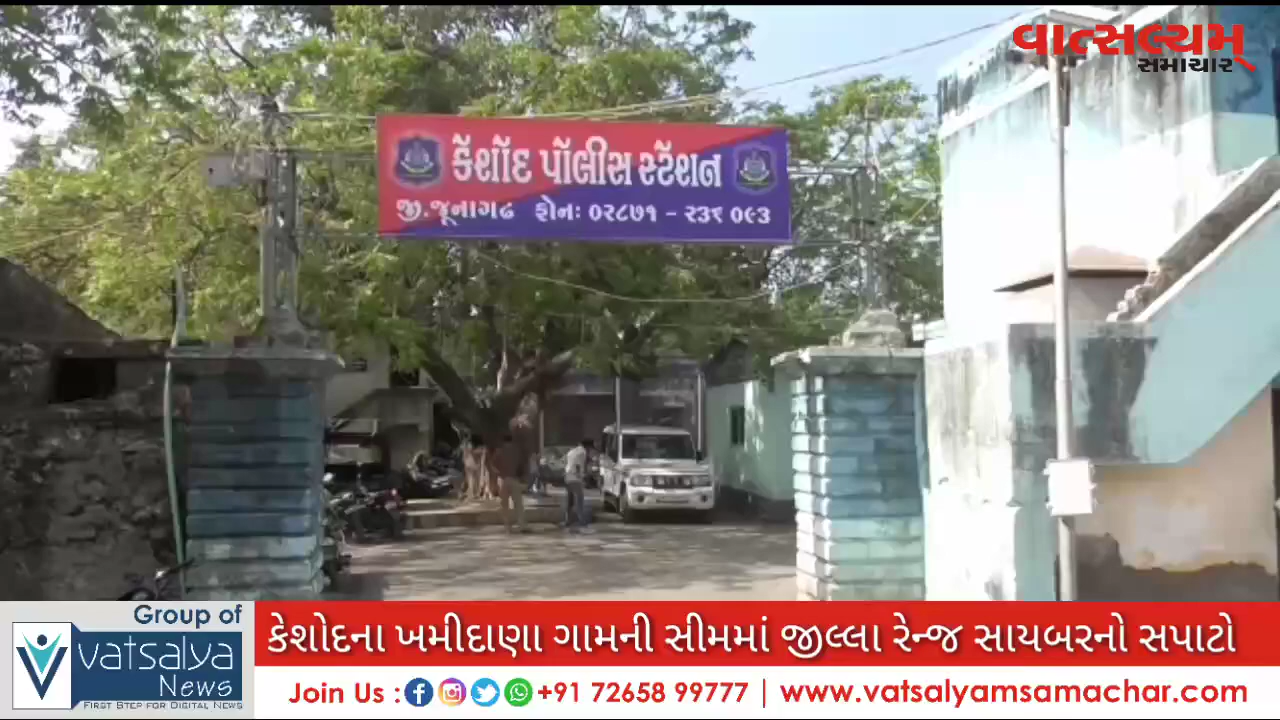 વાત્સલ્યમ્
સમાચાર
કેશોદ પોલીસ સ્ટેશન
જી.જૂનાગઢ ફોનઃ ૦૨૮૭૧ - ૨૩૬ ૦૯૩
Group of
vatsalya
News
FIRST STEP FOR DIGITAL NEWS
કેશોદના ખમીદાણા ગામની સીમમાં જીલ્લા રેન્જ સાયબરનો સપાટો
Join Us : +91 72658 99777 | www.vatsalyamsamachar.com